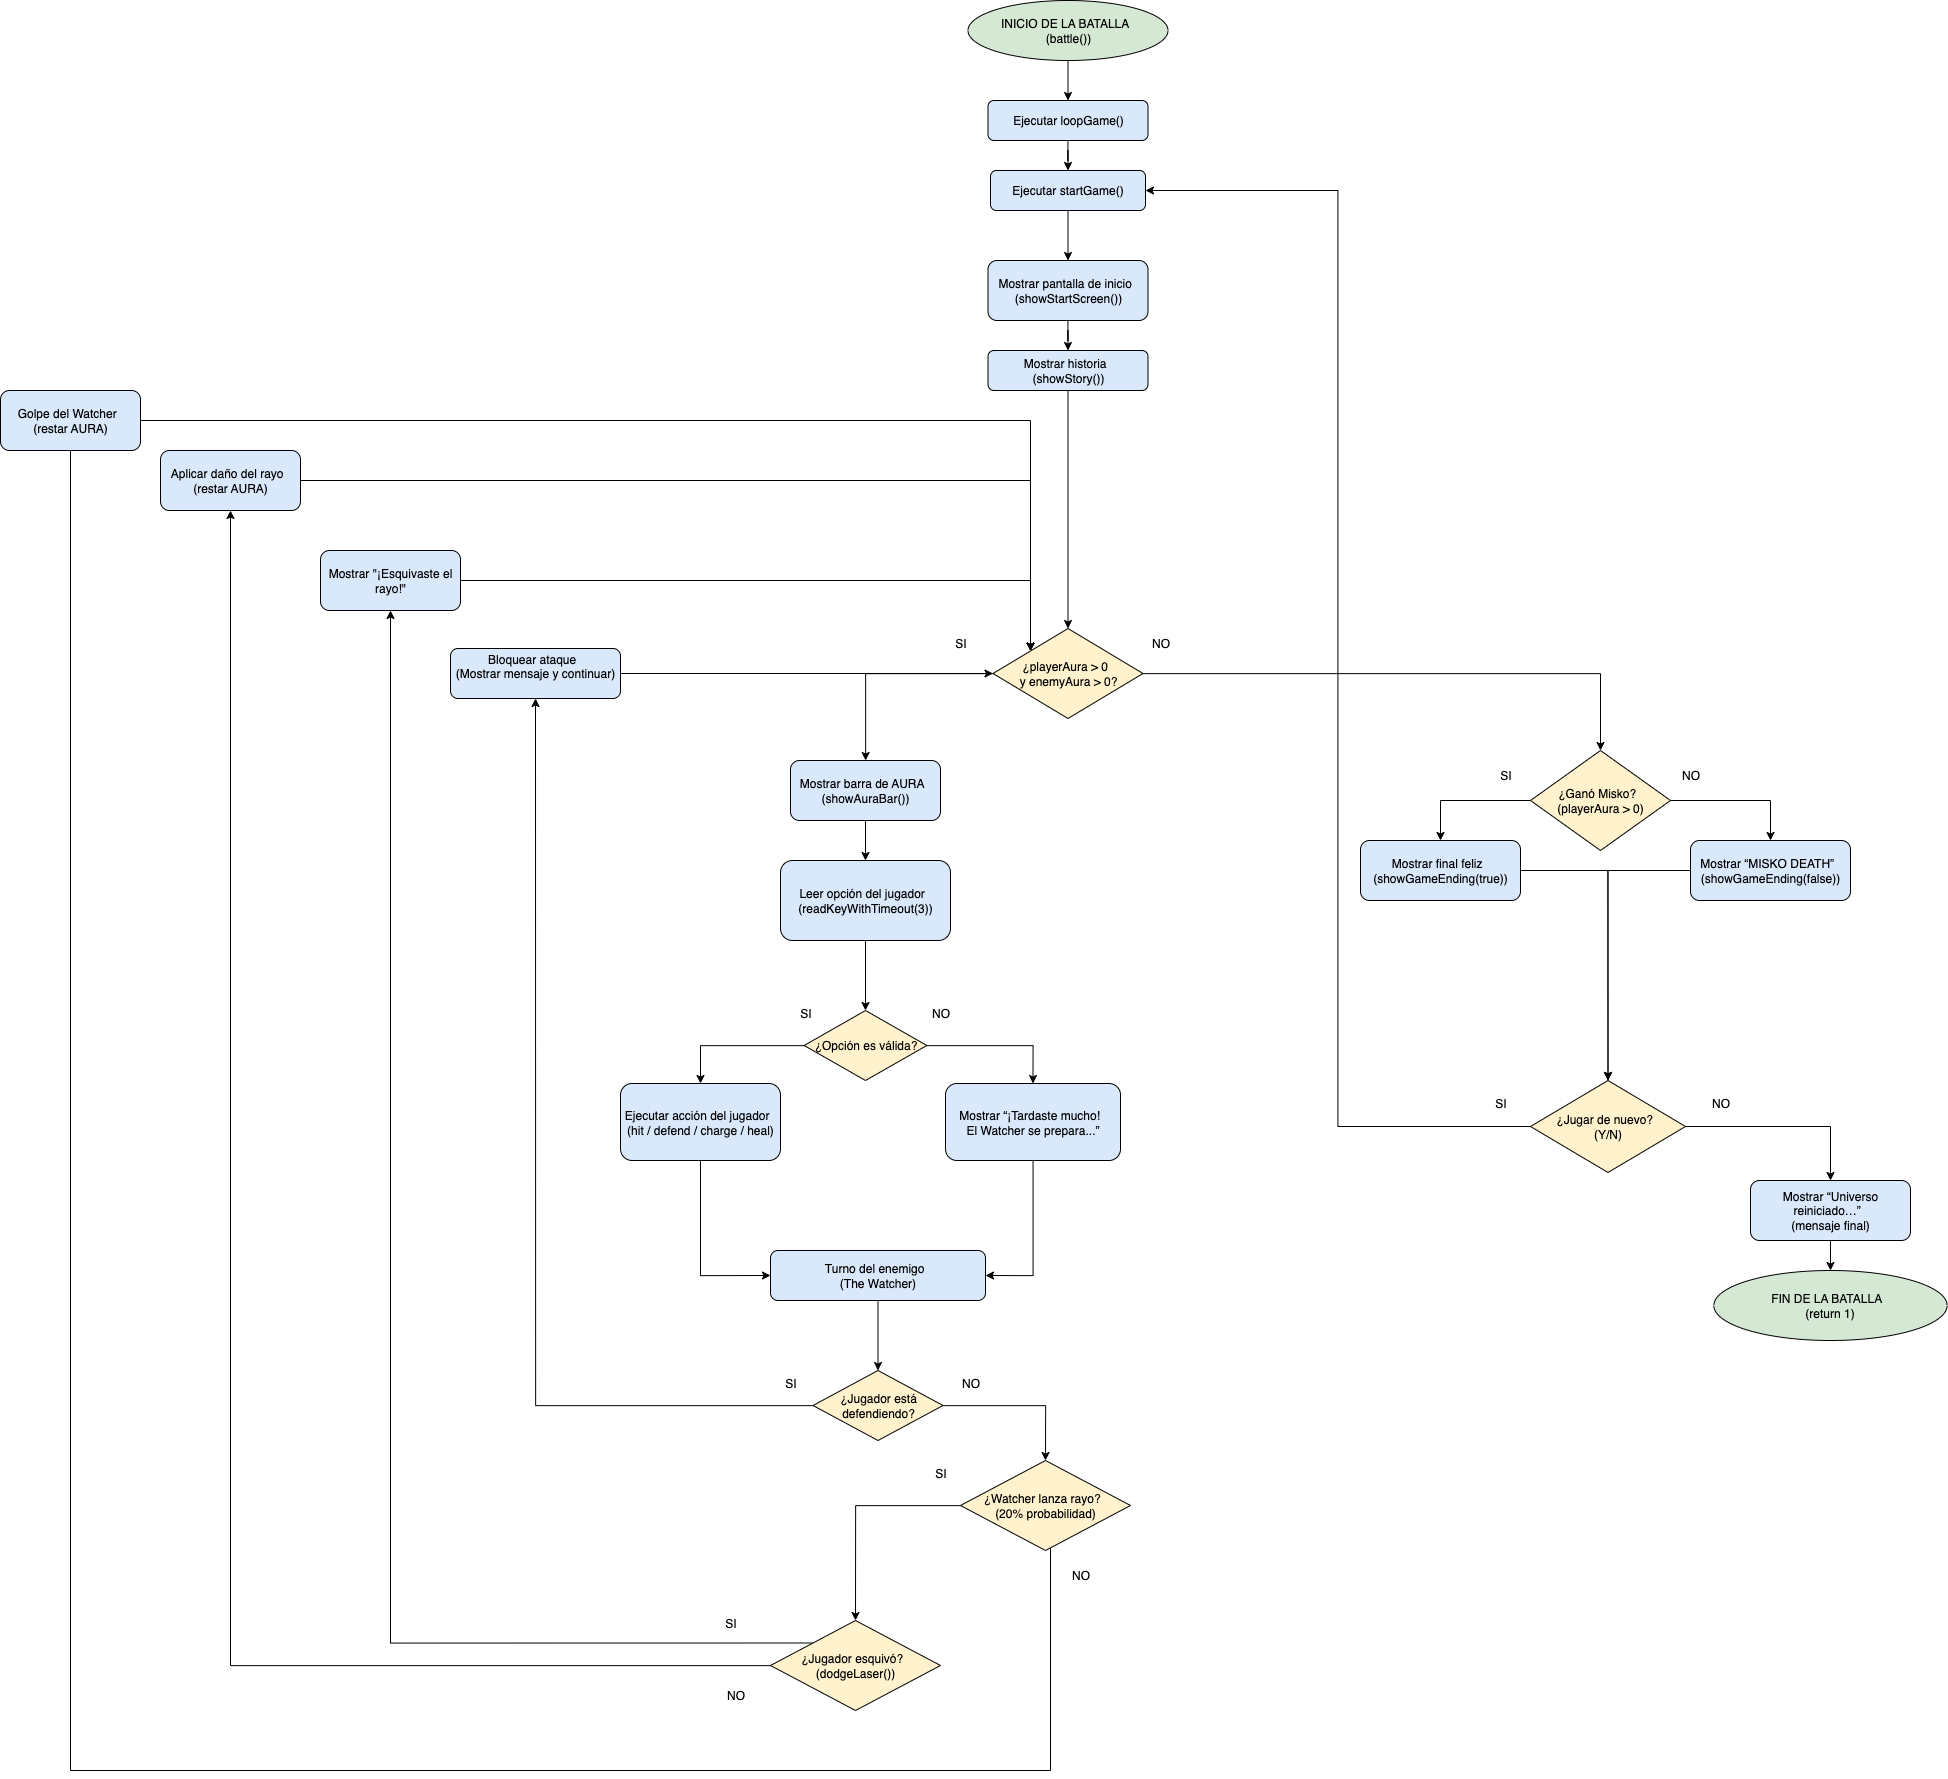 INICIO DE LA BATALLA
(battle())
Ejecutar loopGame()
Ejecutar startGame()
Mostrar pantalla de inicio
(showStartScreen())
Mostrar historia
(showStory())
Golpe del Watcher
(restar AURA)
Aplicar daño del rayo
(restar AURA)
Mostrar "¡Esquivaste el
rayo!"
Bloquear ataque
(Mostrar mensaje y continuar)
SI
NO
¿playerAura > 0
y enemyAura > 0?
Mostrar barra de AURA
(showAuraBar())
SI
NO
¿Ganó Misko?
(playerAura > 0)
Mostrar final feliz
(showGameEnding(true))
Mostrar “MISKO DEATH”
(showGameEnding(false))
Leer opción del jugador
(readKeyWithTimeout(3))
SI
NO
¿Opción es válida?
Ejecutar acción del jugador
(hit / defend / charge / heal)
Mostrar “¡Tardaste mucho!
El Watcher se prepara...”
SI
NO
¿Jugar de nuevo?
(Y/N)
Mostrar “Universo
reiniciado…”
(mensaje final)
FIN DE LA BATALLA
(return 1)
Turno del enemigo
(The Watcher)
SI
NO
¿Jugador está
defendiendo?
SI
¿Watcher lanza rayo?
(20% probabilidad)
NO
SI
¿Jugador esquivó?
(dodgeLaser())
NO